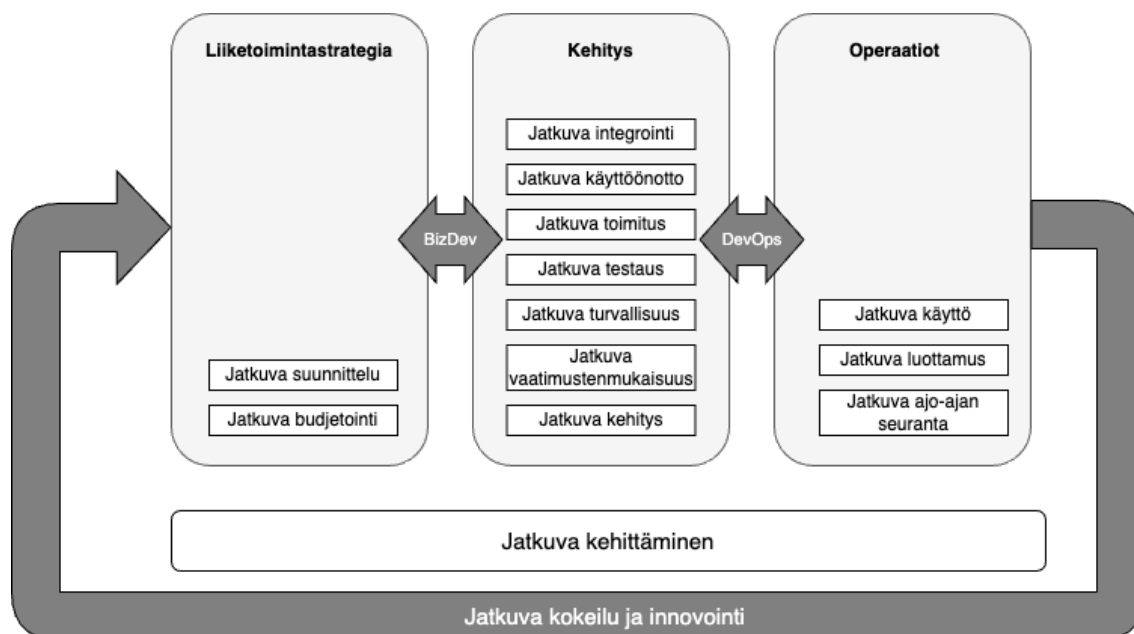 Liiketoimintastrategia
Jatkuva suunnittelu
Jatkuva budjetointi
BizDev
Kehitys
Jatkuva integrointi
Jatkuva käyttöönotto
Jatkuva toimitus
Jatkuva testaus
Jatkuva turvallisuus
Jatkuva
vaatimustenmukaisuus
Jatkuva kehitys
DevOps
Operaatiot
Jatkuva käyttö
Jatkuva luottamus
Jatkuva ajo-ajan
seuranta
Jatkuva kehittäminen
Jatkuva kokeilu ja innovointi